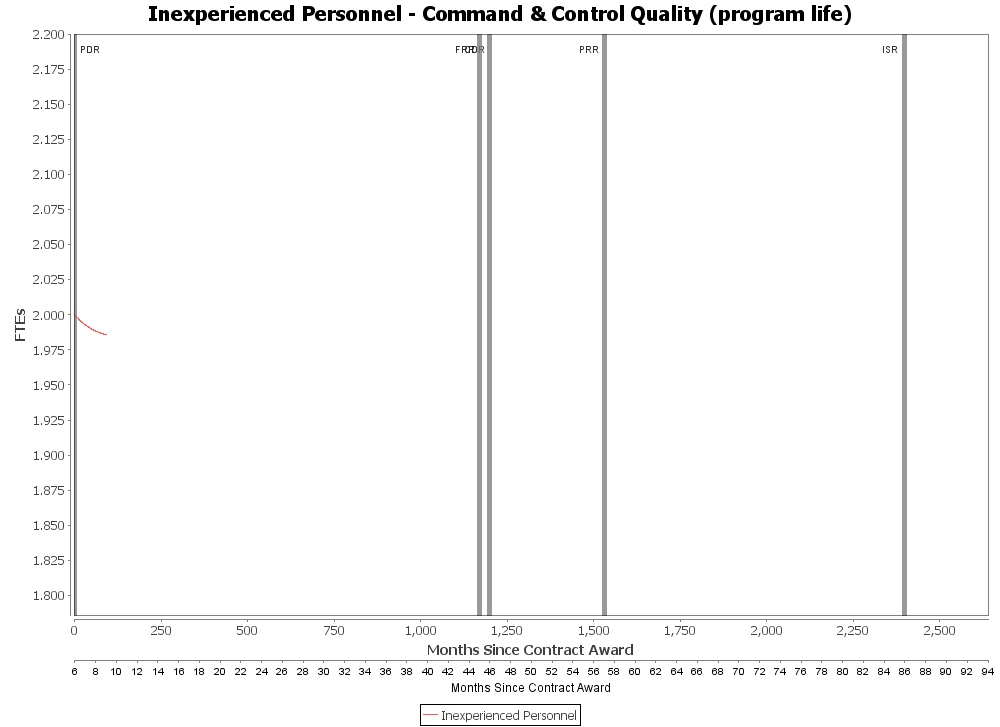 Inexperienced Personnel - Command & Control Quality (program life)
2.200
2.175
2.150
2.125
2.100
2.075
2.050
2.025
2.000
1.975
1.950
1.925
1.900
1.875
1.850
1.825
1.800
FTEs
PDR
FRR
CDR
PRR
ISR
0 250 500 750 1,000 1,250 1,500 1,750 2,000 2,250 2,500
Months Since Contract Award
6 8 10 12 14 16 18 20 22 24 26 28 30 32 34 36 38 40 42 44 46 48 50 52 54 56 58 60 62 64 66 68 70 72 74 76 78 80 82 84 86 88 90 92 94
Months Since Contract Award
Inexperienced Personnel